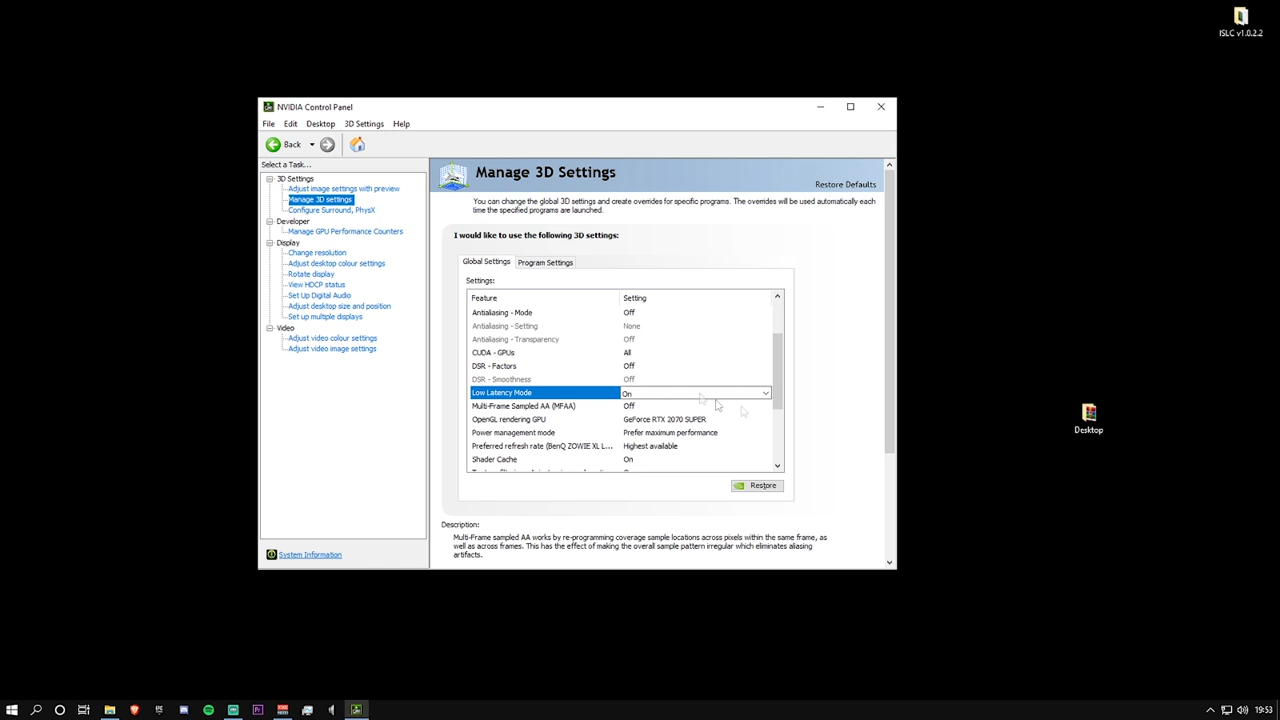 ISLC v1.0.2.2
NVIDIA Control Panel
File Edit Desktop 3D Settings Help
Back
Select a Task...
3D Settings
Adjust image settings with preview
Manage 3D settings
Configure Surround, PhysX
Developer
Manage GPU Performance Counters
Display
Change resolution
Adjust desktop colour settings
Rotate display
View HDCP status
Set Up Digital Audio
Adjust desktop size and position
Set up multiple displays
Video
Adjust video colour settings
Adjust video image settings
System Information
Manage 3D Settings
Restore Defaults
You can change the global 3D settings and create overrides for specific programs. The overrides will be used automatically each
time the specified programs are launched.
I would like to use the following 3D settings:
Global Settings Program Settings
Settings:
Feature Setting
Antialiasing - Mode Off
Antialiasing - Setting None
Antialiasing - Transparency Off
CUDA - GPUs All
DSR - Factors Off
DSR - Smoothness Off
Low Latency Mode On
Multi-Frame Sampled AA (MFAA) Off
OpenGL rendering GPU GeForce RTX 2070 SUPER
Power management mode Prefer maximum performance
Preferred refresh rate (BenQ ZOWIE XL L... Highest available
Shader Cache On
Restore
Description:
Multi-Frame sampled AA works by re-programming coverage sample locations across pixels within the same frame, as
well as across frames. This has the effect of making the overall sample pattern irregular which eliminates aliasing
artifacts.
Desktop
Pr
19:53